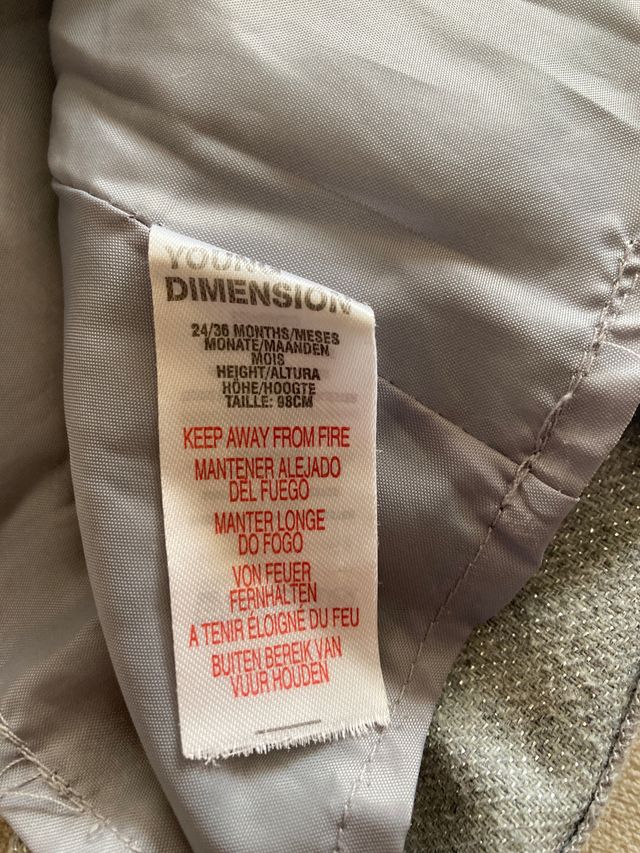 YOUNG
DIMENSION
24/36 MONTHS/MESES
MONATE/MAANDEN
MOIS
HEIGHT/ALTURA
HÖHE/HOOGTE
TAILLE: 98CM
KEEP AWAY FROM FIRE
MANTENER ALEJADO
DEL FUEGO
MANTER LONGE
DO FOGO
VON FEUER
FERNHALTEN
A TENIR ÉLOIGNÉ DU FEU
BUITEN BEREIK VAN
VUUR HOUDEN